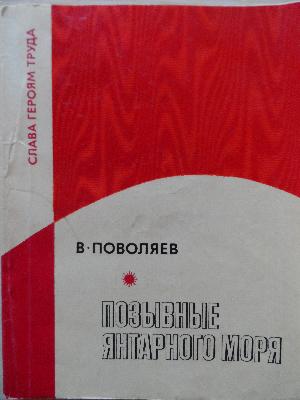 СЛАВА ГЕРОЯМ ТРУДА
В·ПОВОЛЯЕВ
ПОЗЫВНЫЕ
ЯНТАРНОГО МОРЯ